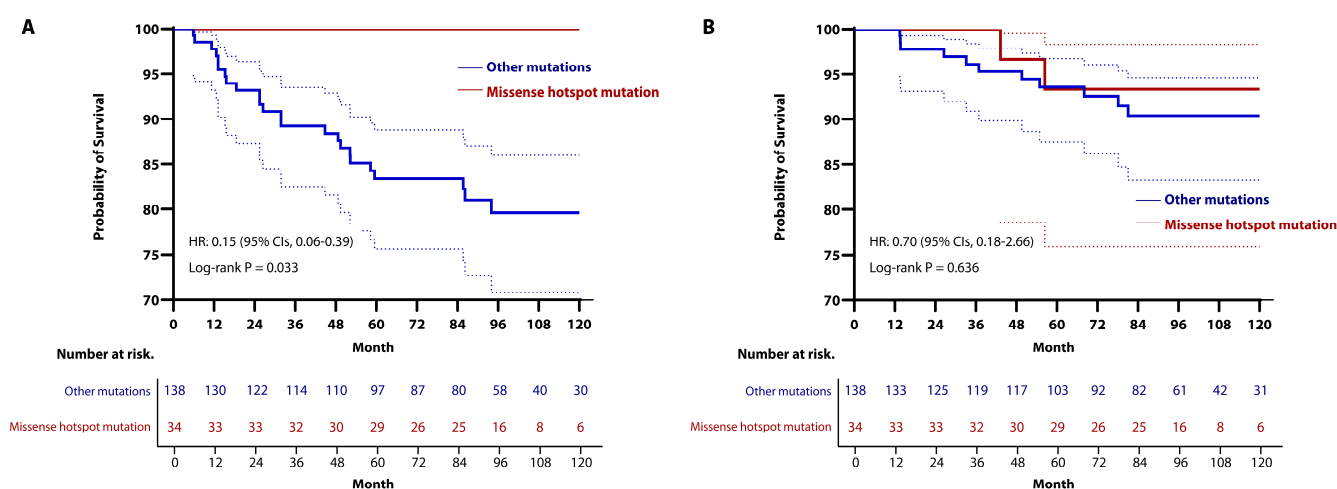 A
100
95
90
85
80
75
70
Probability of Survival
Other mutations
Missense hotspot mutation
HR: 0.15 (95% CIs, 0.06-0.39)
Log-rank P = 0.033
0 12 24 36 48 60 72 84 96 108 120
Month
Number at risk.
Other mutations 138 130 122 114 110 97 87 80 58 40 30
Missense hotspot mutation 34 33 33 32 30 29 26 25 16 8 6
0 12 24 36 48 60 72 84 96 108 120
Month
B
100
95
90
85
80
75
70
Probability of Survival
Other mutations
Missense hotspot mutation
HR: 0.70 (95% CIs, 0.18-2.66)
Log-rank P = 0.636
0 12 24 36 48 60 72 84 96 108 120
Month
Number at risk.
Other mutations 138 133 125 119 117 103 92 82 61 42 31
Missense hotspot mutation 34 33 33 32 30 29 26 25 16 8 6
0 12 24 36 48 60 72 84 96 108 120
Month